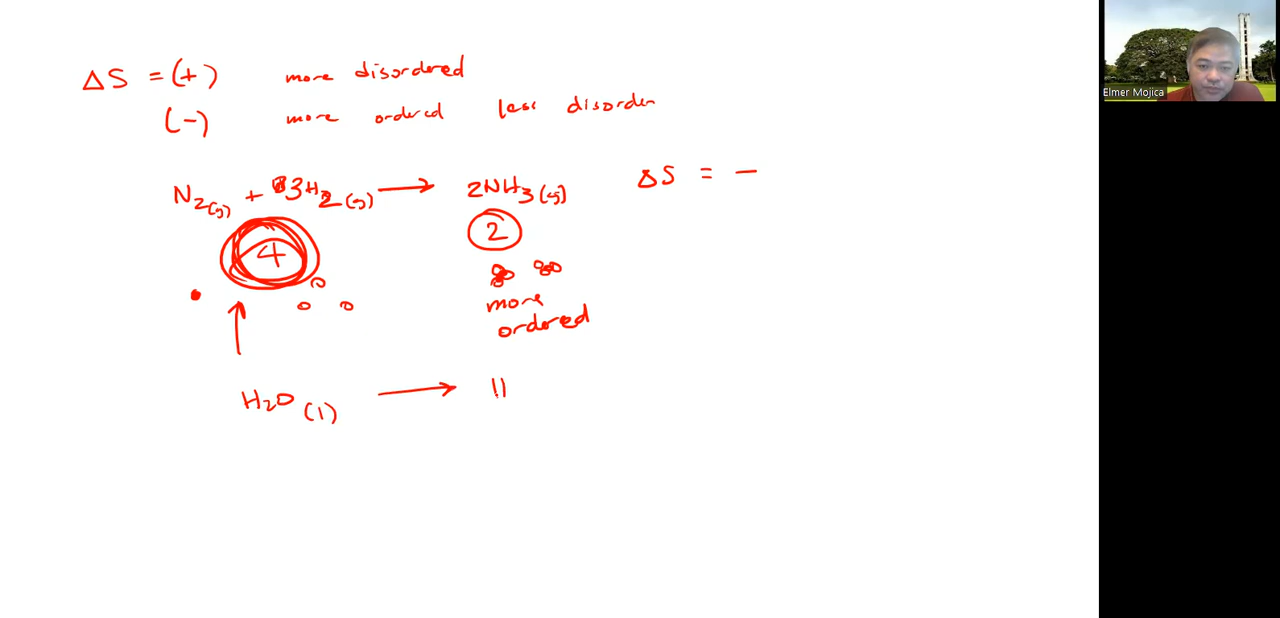 ΔS = (+) more disordered
(-) more ordered less disorder
N2(g) + 3H2(g) → 2NH3(g) ΔS = −
4 2
more
ordered
H2O (l) →
Elmer Mojica